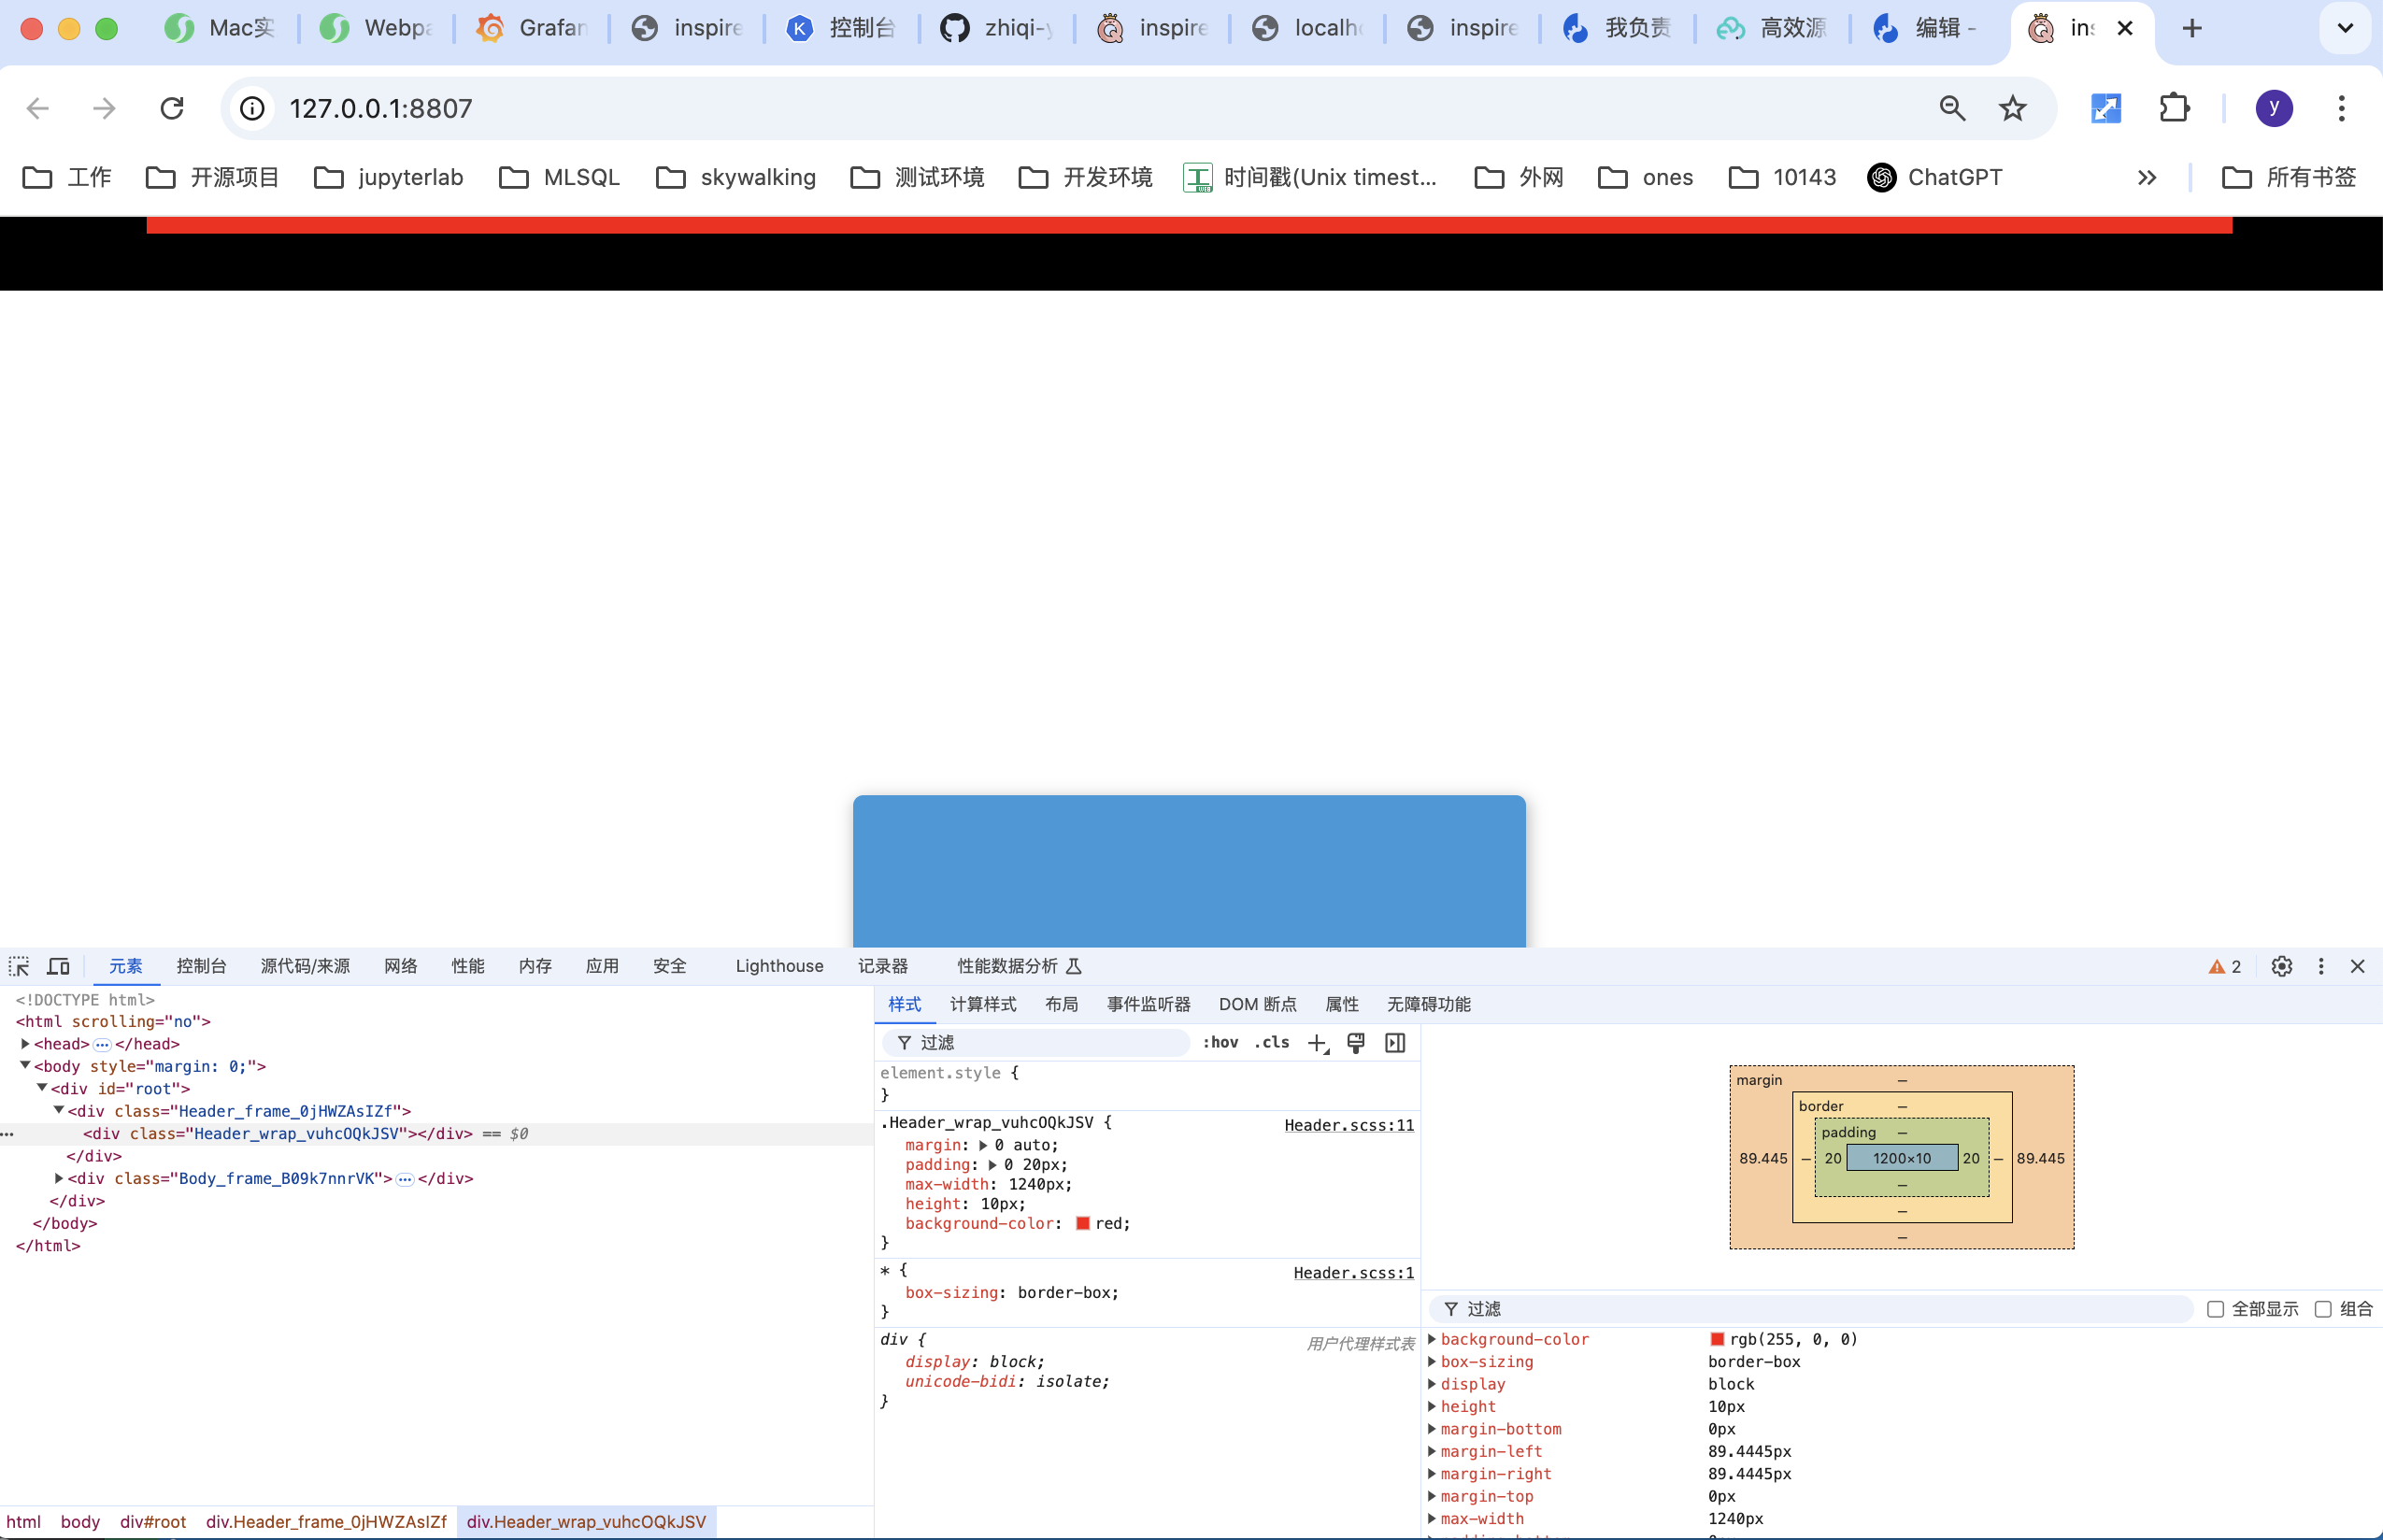 Mac实
Webpa
Grafan
inspire
控制台
zhiqi-y
inspire
localho
inspire
我负责
高效源
编辑 -
ins
127.0.0.1:8807
工作
开源项目
jupyterlab
MLSQL
skywalking
测试环境
开发环境
时间戳(Unix timest...
外网
ones
10143
ChatGPT
所有书签
元素
控制台
源代码/来源
网络
性能
内存
应用
安全
Lighthouse
记录器
性能数据分析
2
<!DOCTYPE html>
<html scrolling="no">
<head>…</head>
<body style="margin: 0;">
<div id="root">
<div class="Header_frame_0jHWZAsIZf">
<div class="Header_wrap_vuhcOQkJSV"></div> == $0
</div>
<div class="Body_frame_B09k7nnrVK">…</div>
</div>
</body>
</html>
html body div#root div.Header_frame_0jHWZAsIZf div.Header_wrap_vuhcOQkJSV
样式
计算样式
布局
事件监听器
DOM 断点
属性
无障碍功能
过滤
:hov
.cls
element.style {
}
.Header_wrap_vuhcOQkJSV {
Header.scss:11
margin: 0 auto;
padding: 0 20px;
max-width: 1240px;
height: 10px;
background-color: red;
}
* {
Header.scss:1
box-sizing: border-box;
}
div {
用户代理样式表
display: block;
unicode-bidi: isolate;
}
margin –
border –
padding –
89.445 – 20 1200×10 20 – 89.445
–
–
–
过滤
全部显示
组合
background-color rgb(255, 0, 0)
box-sizing border-box
display block
height 10px
margin-bottom 0px
margin-left 89.4445px
margin-right 89.4445px
margin-top 0px
max-width 1240px